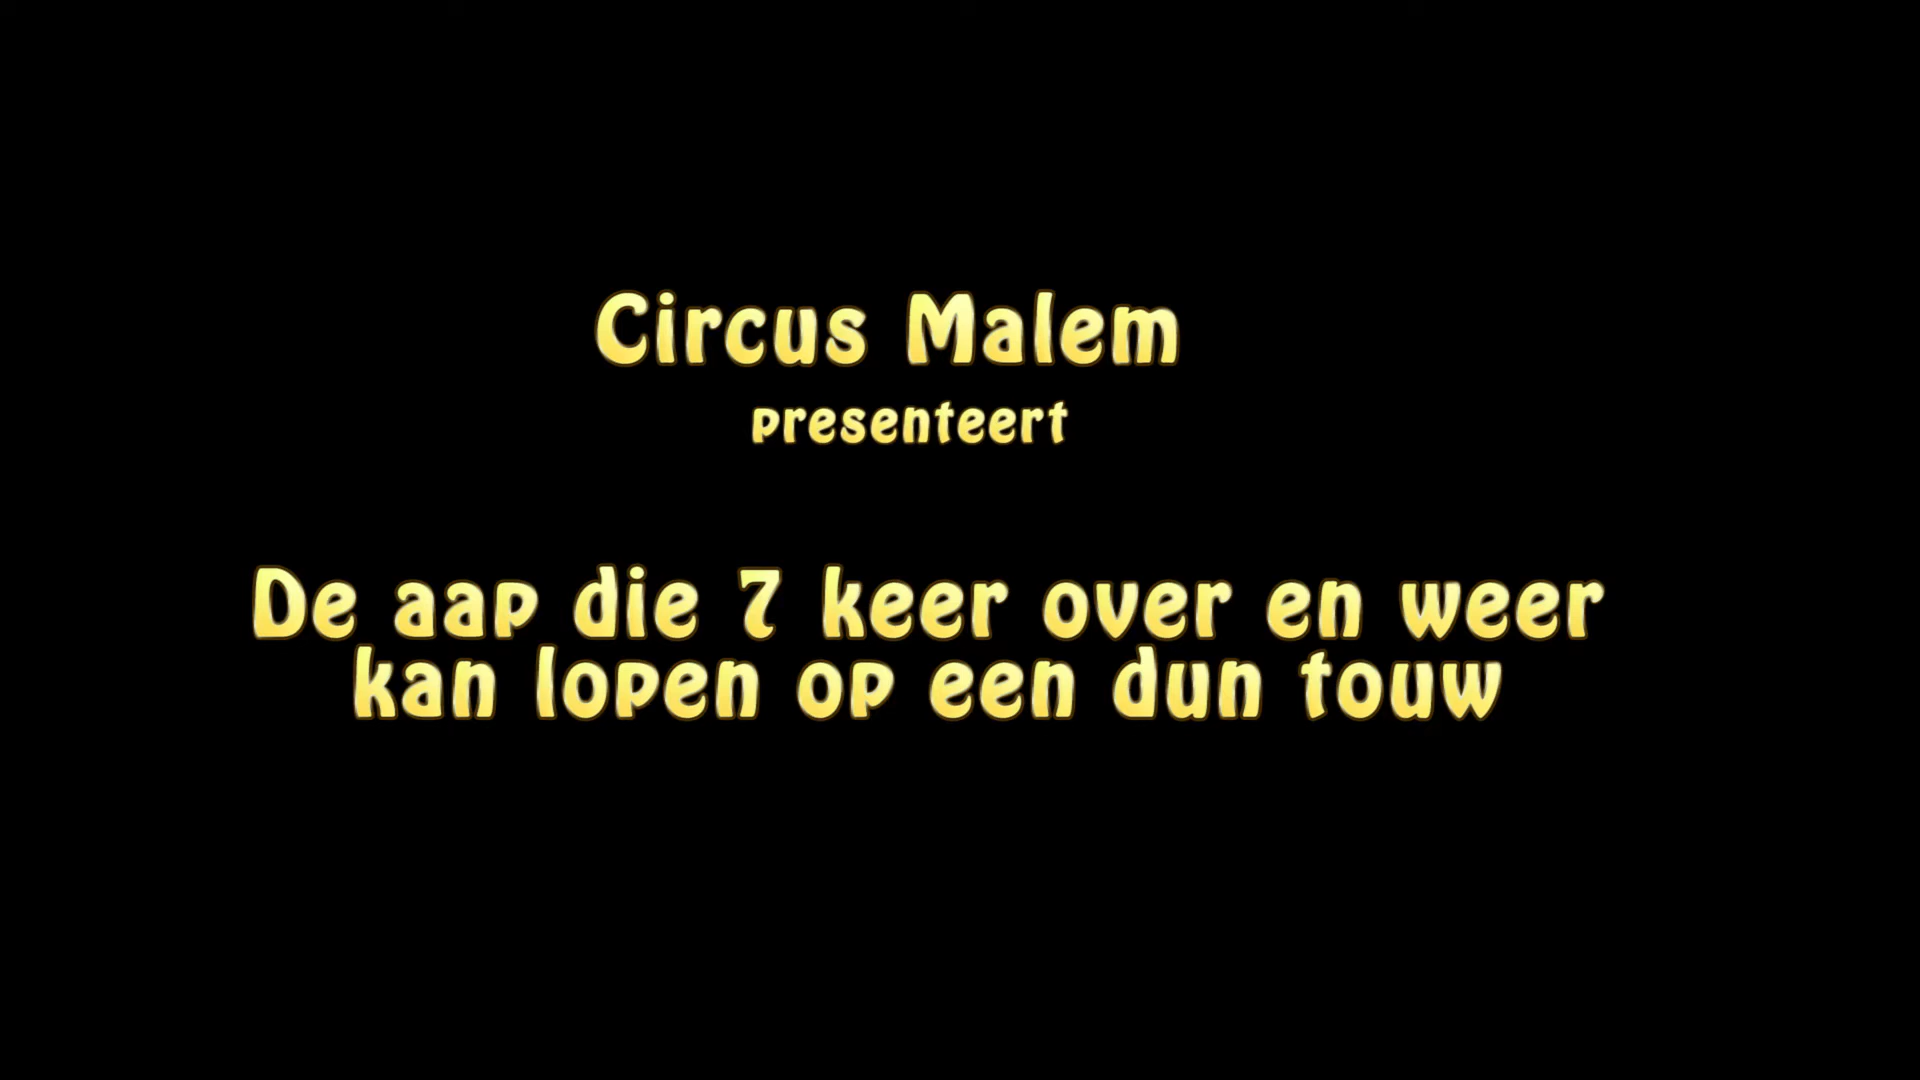 Circus Malem
presenteert
De aap die 7 keer over en weer
kan lopen op een dun touw